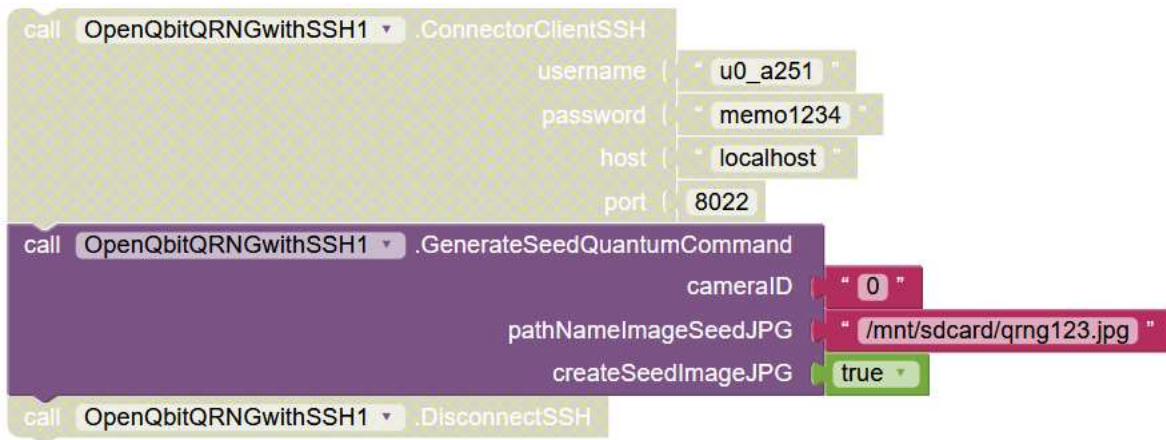 call OpenQbitQRNGwithSSH1 .ConnectorClientSSH
username “ u0_a251 ”
password “ memo1234 ”
host “ localhost ”
port 8022
call OpenQbitQRNGwithSSH1 .GenerateSeedQuantumCommand
cameraID “ 0 ”
pathNameImageSeedJPG “ /mnt/sdcard/qrng123.jpg ”
createSeedImageJPG true
call OpenQbitQRNGwithSSH1 .DisconnectSSH